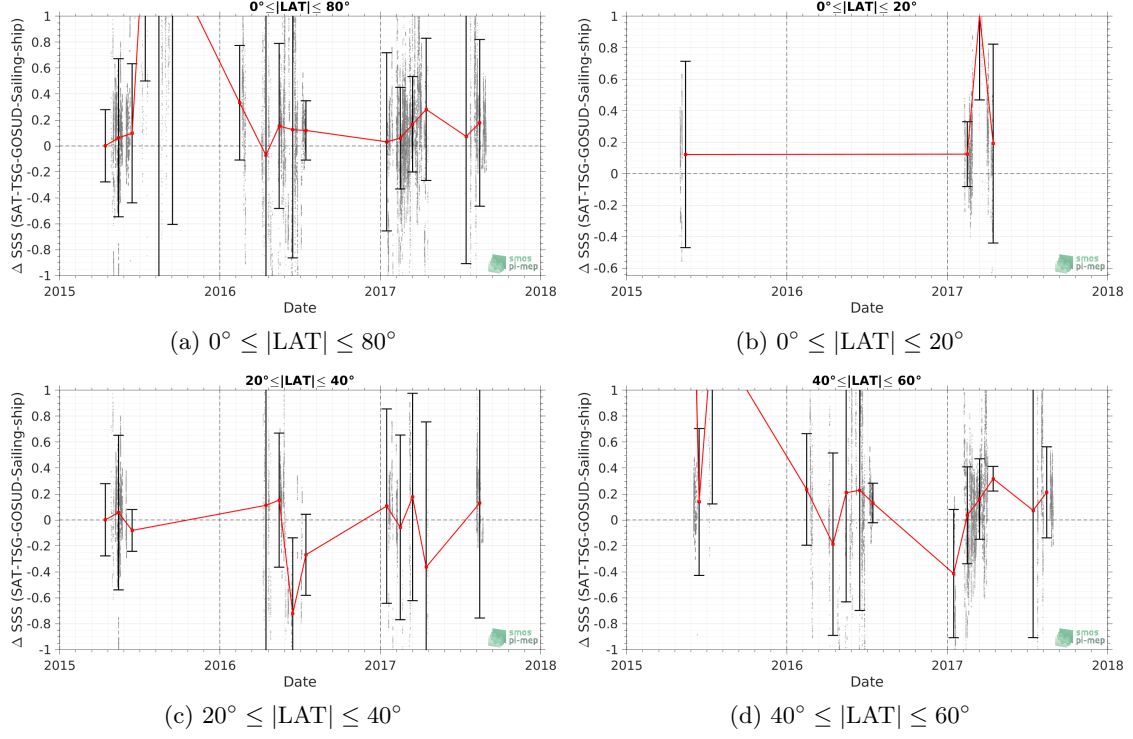 0°≤|LAT|≤ 80°
Δ SSS (SAT-TSG-GOSUD-Sailing-ship)
1
0.8
0.6
0.4
0.2
0
-0.2
-0.4
-0.6
-0.8
-1
2015 2016 2017 2018
Date
smos
pi-mep
(a) 0° ≤ |LAT| ≤ 80°
0°≤|LAT|≤ 20°
Δ SSS (SAT-TSG-GOSUD-Sailing-ship)
1
0.8
0.6
0.4
0.2
0
-0.2
-0.4
-0.6
2015 2016 2017 2018
Date
smos
pi-mep
(b) 0° ≤ |LAT| ≤ 20°
20°≤|LAT|≤ 40°
Δ SSS (SAT-TSG-GOSUD-Sailing-ship)
1
0.8
0.6
0.4
0.2
0
-0.2
-0.4
-0.6
-0.8
-1
2015 2016 2017 2018
Date
smos
pi-mep
(c) 20° ≤ |LAT| ≤ 40°
40°≤|LAT|≤ 60°
Δ SSS (SAT-TSG-GOSUD-Sailing-ship)
1
0.8
0.6
0.4
0.2
0
-0.2
-0.4
-0.6
-0.8
-1
2015 2016 2017 2018
Date
smos
pi-mep
(d) 40° ≤ |LAT| ≤ 60°